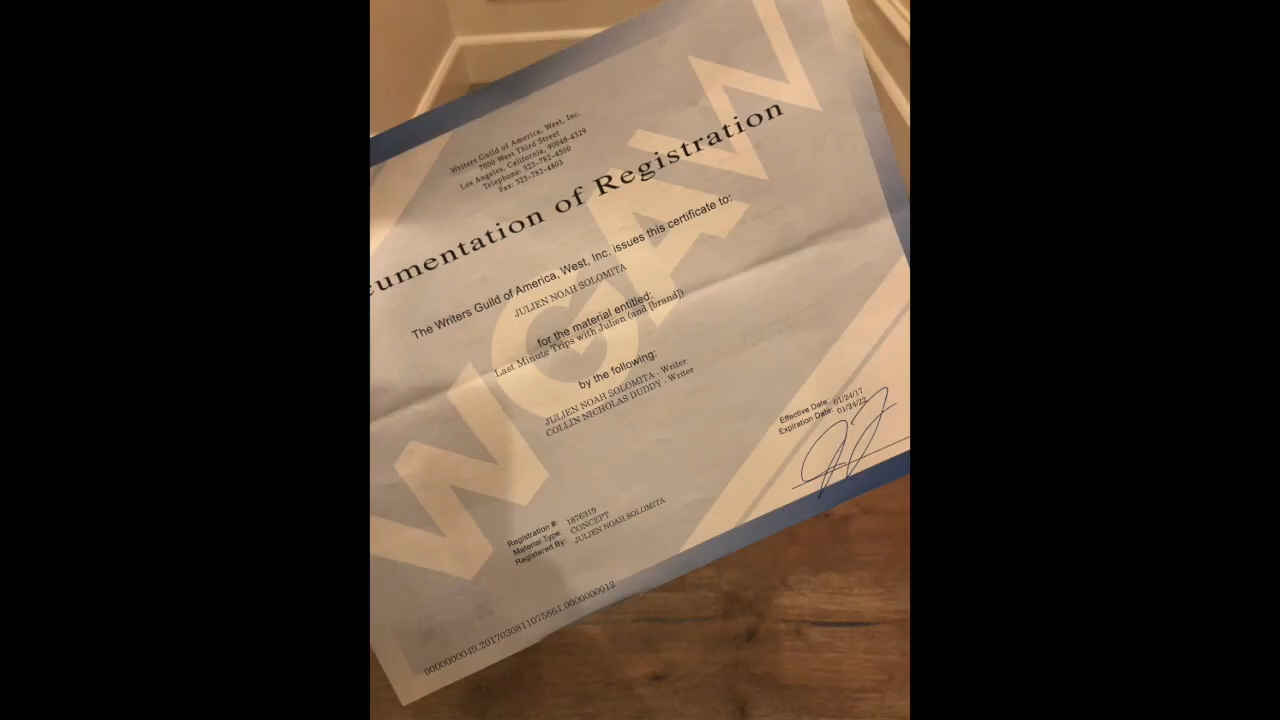 Writers Guild of America, West, Inc.
7000 West Third Street
Los Angeles, California, 90048-4329
Telephone: 323-782-4500
Fax: 323-782-4803
cumentation of Registration
The Writers Guild of America, West, Inc. issues this certificate to:
JULIEN NOAH SOLOMITA
for the material entitled:
Last Minute Trips with Julien (and [brand])
by the following:
JULIEN NOAH SOLOMITA - Writer
COLLIN NICHOLAS DUDDY - Writer
Effective Date: 01/24/17
Expiration Date: 01/24/22
Registration #: 1876319
Material Type: CONCEPT
Registered By: JULIEN NOAH SOLOMITA
0000000049.2017030811075861.0000000012
WGAW